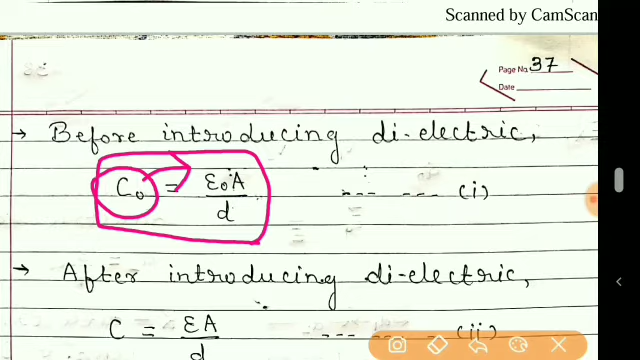 Scanned by CamScan
Page No. 37
Date
→ Before introducing di-electric,
C₀ = ε₀A/d --- --- (i)
→ After introducing di-electric,
C = εA/d --- --- (ii)